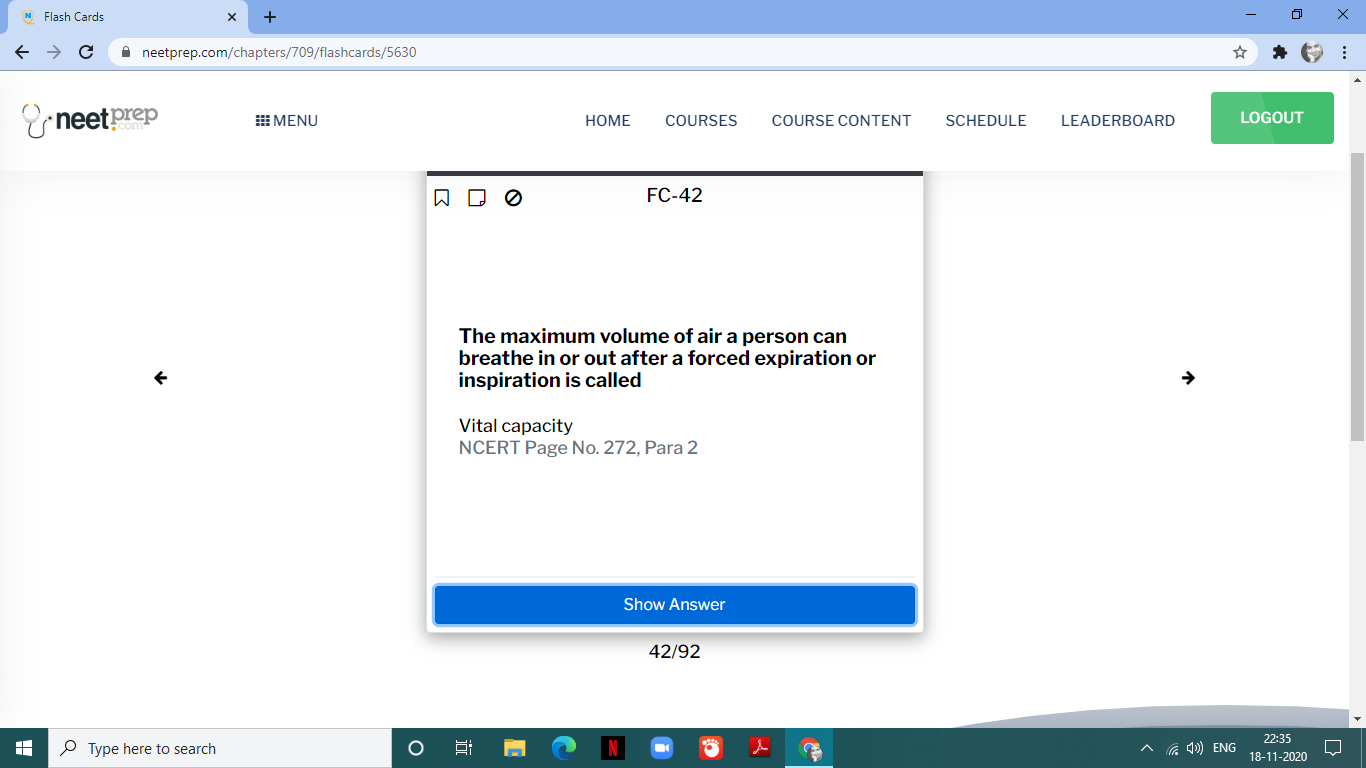 Flash Cards
neetprep.com/chapters/709/flashcards/5630
neetprep.com
MENU
HOME
COURSES
COURSE CONTENT
SCHEDULE
LEADERBOARD
LOGOUT
FC-42
The maximum volume of air a person can
breathe in or out after a forced expiration or
inspiration is called
Vital capacity
NCERT Page No. 272, Para 2
Show Answer
42/92
Type here to search
ENG
22:35
18-11-2020